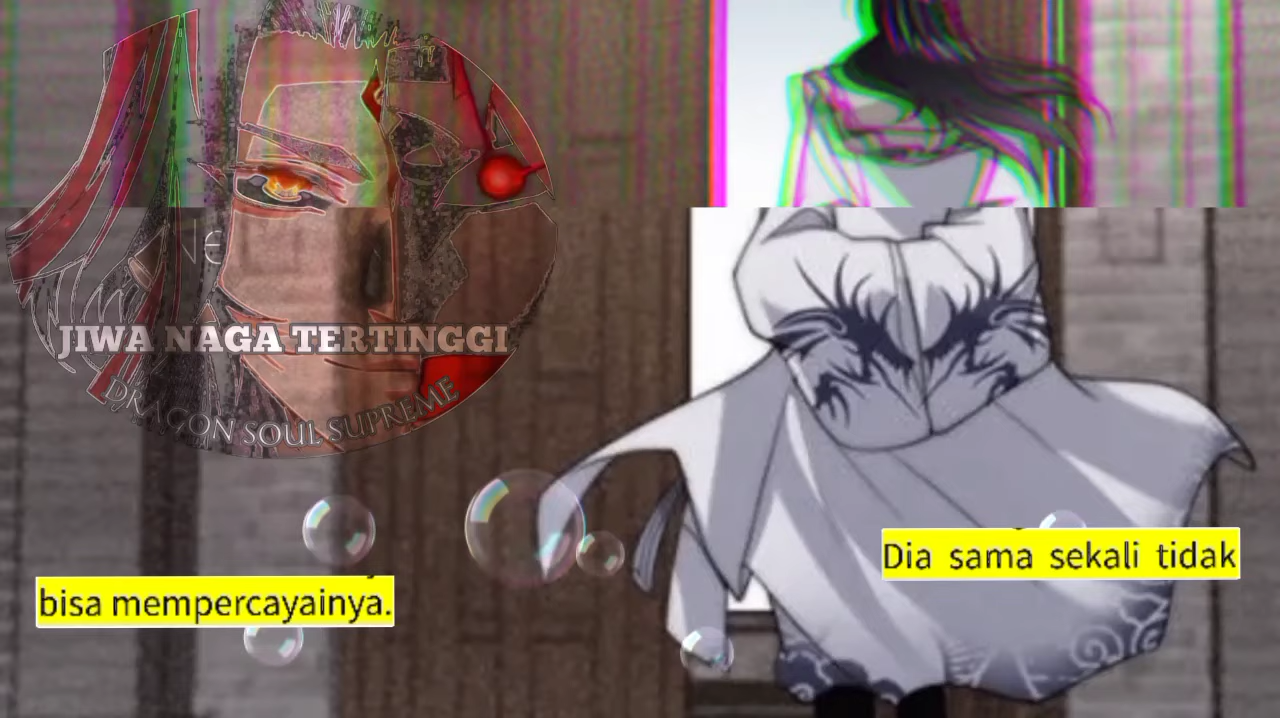 JIWA NAGA TERTINGGI
DRAGON SOUL SUPREME
Dia sama sekali tidak
bisa mempercayainya.